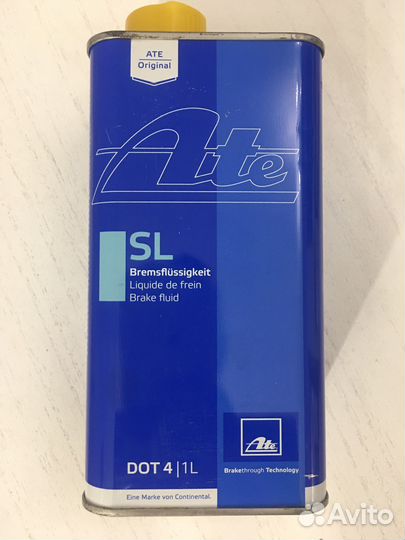 ATE
Original
Ate
SL
Bremsflüssigkeit
Liquide de frein
Brake fluid
Ate
DOT 4 | 1L
Brakethrough Technology
Eine Marke von Continental.
Avito